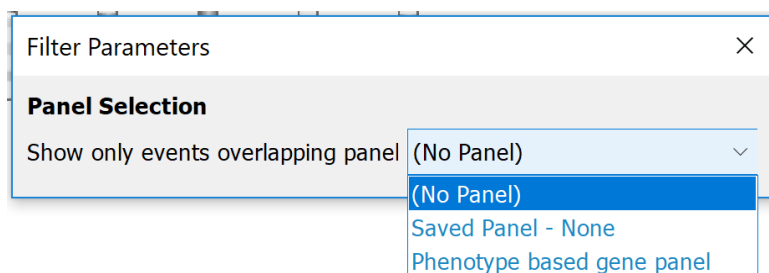 Filter Parameters
Panel Selection
Show only events overlapping panel (No Panel)
(No Panel)
Saved Panel - None
Phenotype based gene panel